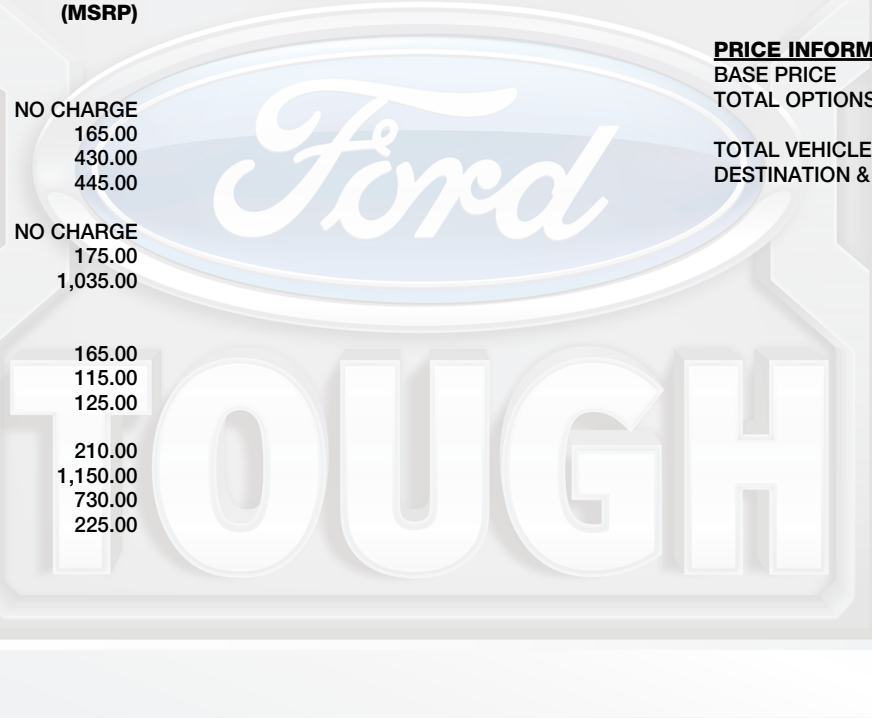 (MSRP)
NO CHARGE
165.00
430.00
445.00
NO CHARGE
175.00
1,035.00
165.00
115.00
125.00
210.00
1,150.00
730.00
225.00
PRICE INFORM
BASE PRICE
TOTAL OPTIONS
TOTAL VEHICLE
DESTINATION &
Ford
TOUGH